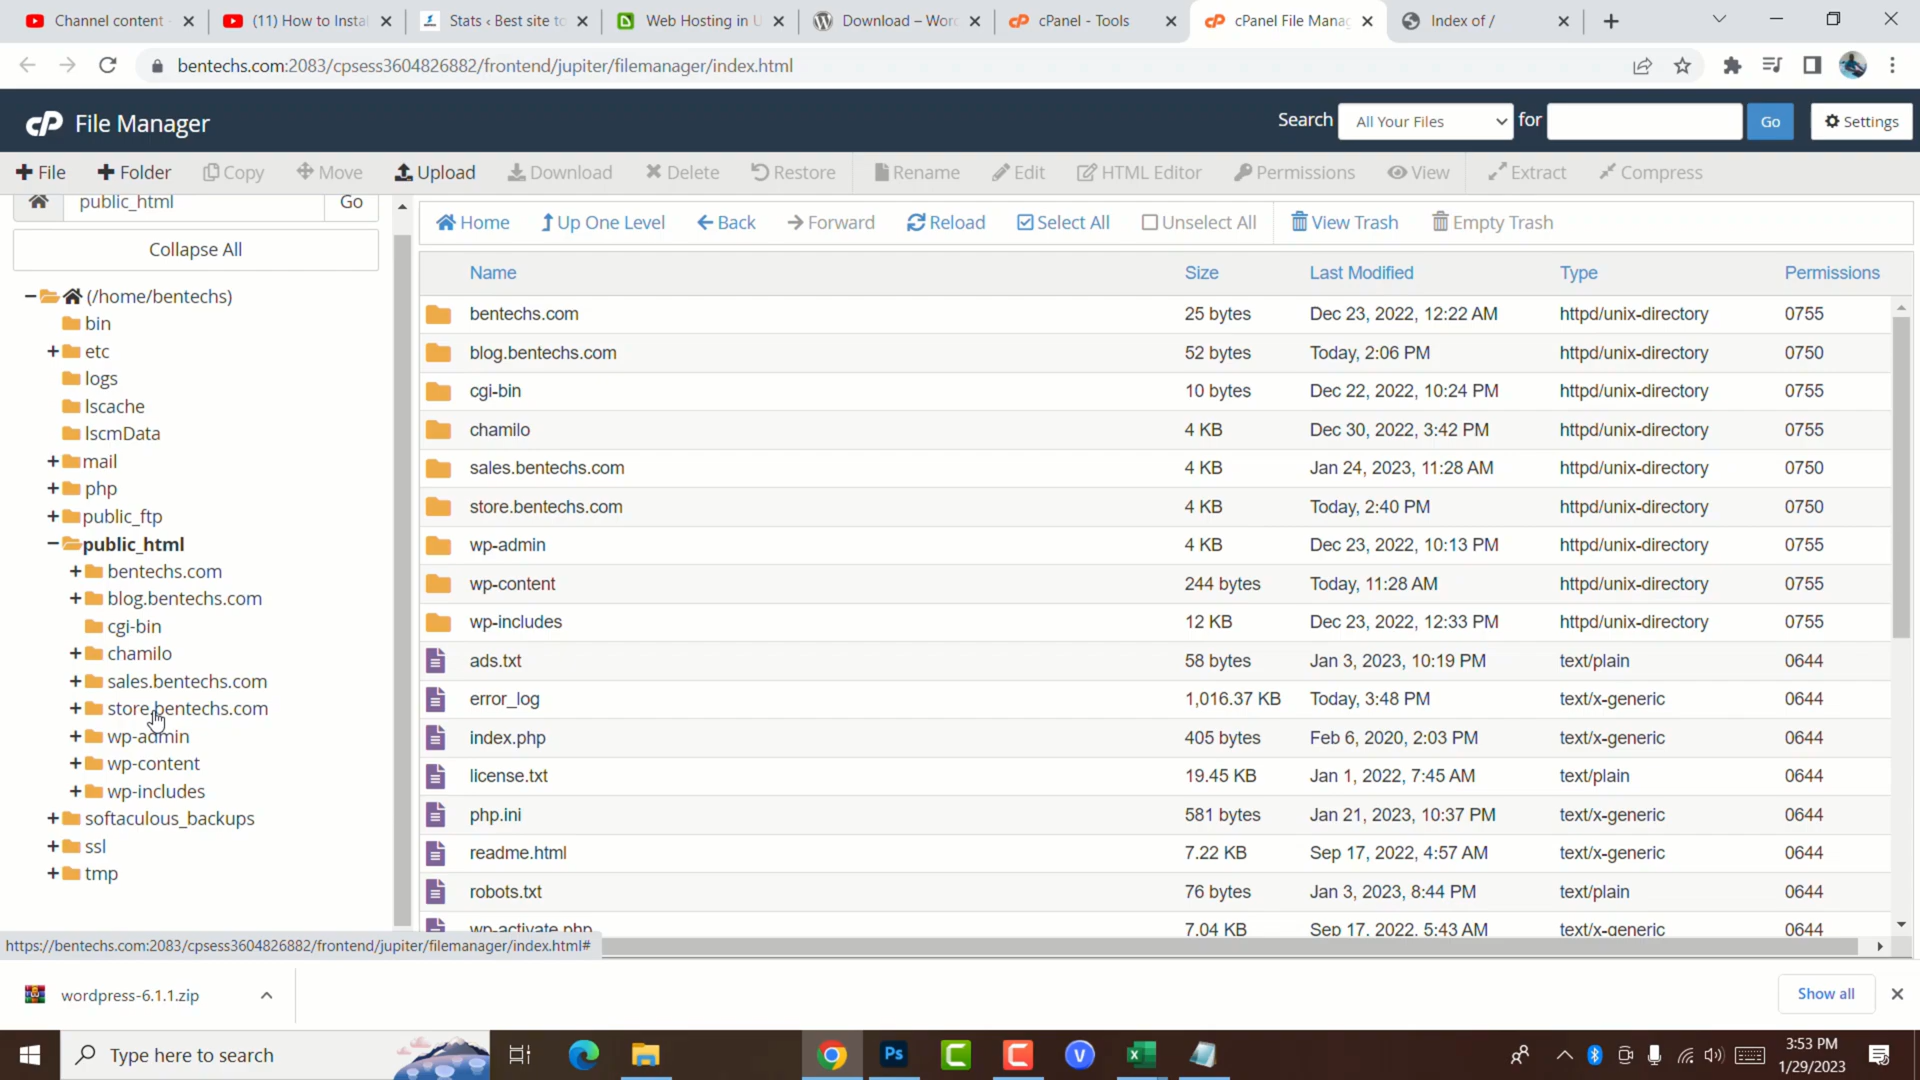 Channel content
(11) How to Insta
Stats ‹ Best site to
Web Hosting in U
Download – Wor
cPanel - Tools
cPanel File Mana
Index of /
bentechs.com:2083/cpsess3604826882/frontend/jupiter/filemanager/index.html
cP File Manager
Search All Your Files for Go Settings
File Folder Copy Move Upload Download Delete Restore Rename Edit HTML Editor Permissions View Extract Compress
public_html Go
Collapse All
(/home/bentechs)
bin
etc
logs
lscache
lscmData
mail
php
public_ftp
public_html
bentechs.com
blog.bentechs.com
cgi-bin
chamilo
sales.bentechs.com
store.bentechs.com
wp-admin
wp-content
wp-includes
softaculous_backups
ssl
tmp
Home Up One Level Back Forward Reload Select All Unselect All View Trash Empty Trash
Name Size Last Modified Type Permissions
bentechs.com 25 bytes Dec 23, 2022, 12:22 AM httpd/unix-directory 0755
blog.bentechs.com 52 bytes Today, 2:06 PM httpd/unix-directory 0750
cgi-bin 10 bytes Dec 22, 2022, 10:24 PM httpd/unix-directory 0755
chamilo 4 KB Dec 30, 2022, 3:42 PM httpd/unix-directory 0755
sales.bentechs.com 4 KB Jan 24, 2023, 11:28 AM httpd/unix-directory 0750
store.bentechs.com 4 KB Today, 2:40 PM httpd/unix-directory 0750
wp-admin 4 KB Dec 23, 2022, 10:13 PM httpd/unix-directory 0755
wp-content 244 bytes Today, 11:28 AM httpd/unix-directory 0755
wp-includes 12 KB Dec 23, 2022, 12:33 PM httpd/unix-directory 0755
ads.txt 58 bytes Jan 3, 2023, 10:19 PM text/plain 0644
error_log 1,016.37 KB Today, 3:48 PM text/x-generic 0644
index.php 405 bytes Feb 6, 2020, 2:03 PM text/x-generic 0644
license.txt 19.45 KB Jan 1, 2022, 7:45 AM text/plain 0644
php.ini 581 bytes Jan 21, 2023, 10:37 PM text/x-generic 0644
readme.html 7.22 KB Sep 17, 2022, 4:57 AM text/x-generic 0644
robots.txt 76 bytes Jan 3, 2023, 8:44 PM text/plain 0644
wp-activate.php 7.04 KB Sep 17, 2022, 5:43 AM text/x-generic 0644
https://bentechs.com:2083/cpsess3604826882/frontend/jupiter/filemanager/index.html#
wordpress-6.1.1.zip
Show all
Type here to search
Ps
V
3:53 PM
1/29/2023